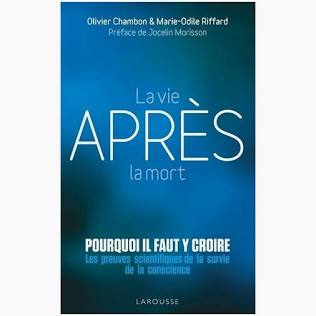 Olivier Chambon & Marie-Odile Riffard
Préface de Jocelin Morisson
La vie
APRÈS
la mort
POURQUOI IL FAUT Y CROIRE
Les preuves scientifiques de la survie
de la conscience
LAROUSSE